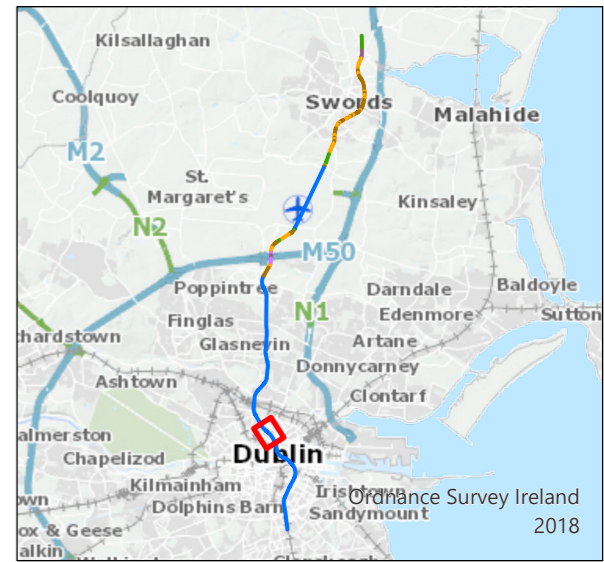 Kilsallaghan
Coolquoy
Swords
Malahide
M2
St.
Margaret's
Kinsaley
N2
M50
Poppintree
Darndale
Baldoyle
N1
Edenmore
Sutton
Finglas
chardstown
Glasnevin
Artane
Donnycarney
Ashtown
Clontarf
almerston
Dublin
Chapelizod
Kilmainham
Irishtown
Ordnance Survey Ireland
2018
Dolphins Barn
Sandymount
own
ox & Geese
alkin